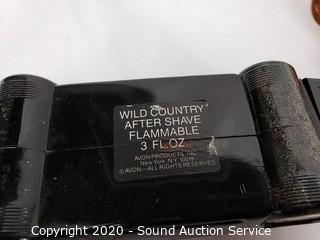 WILD COUNTRY
AFTER SHAVE
FLAMMABLE
3 FL. OZ.
AVON PRODUCTS, INC.
New York, N.Y. 10019
© AVON—ALL RIGHTS RESERVED
Copyright 2020 - Sound Auction Service